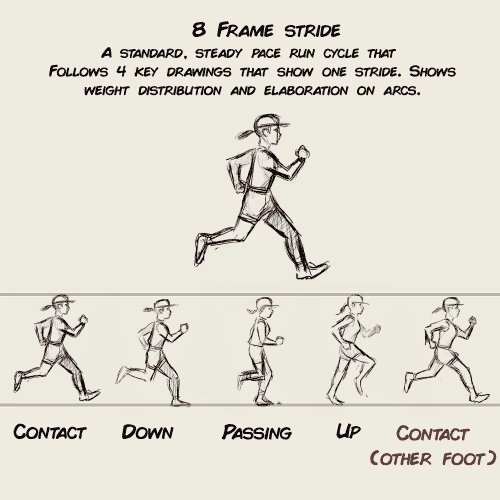 8 Frame stride
A standard, steady pace run cycle that
Follows 4 key drawings that show one stride. Shows
weight distribution and elaboration on arcs.
Contact Down Passing Up Contact
(other foot)